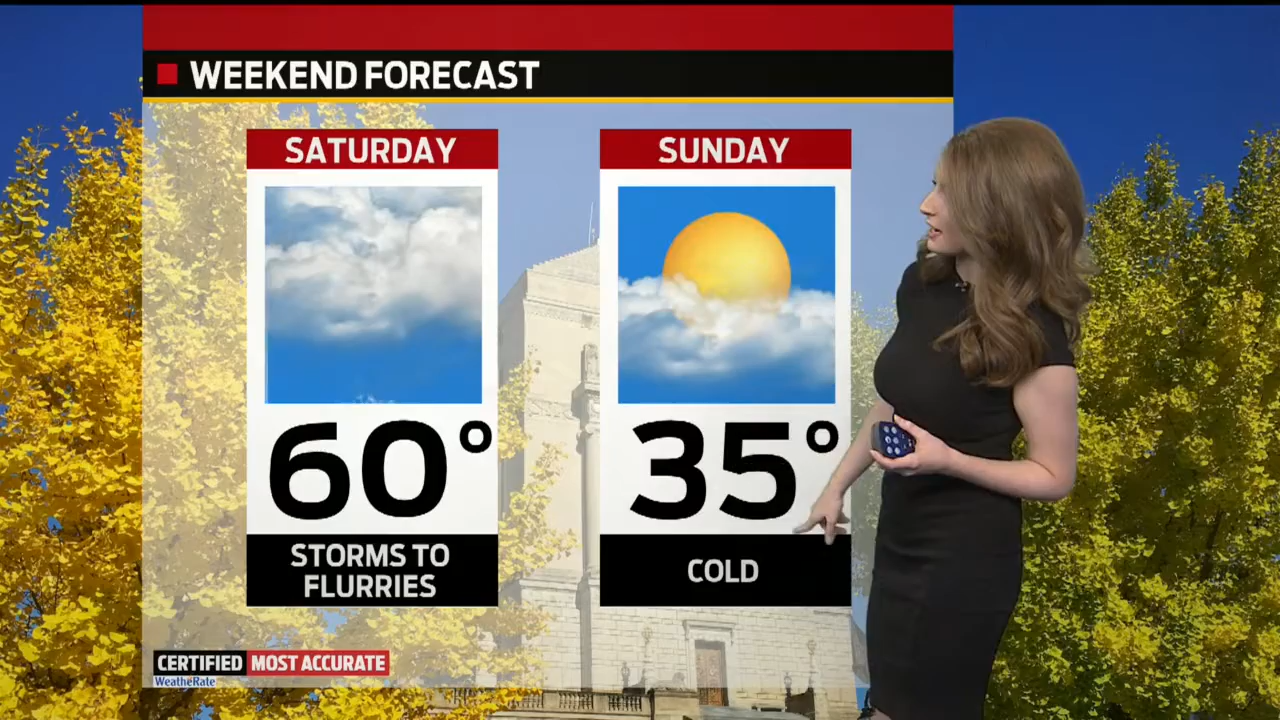 WEEKEND FORECAST
SATURDAY
60°
STORMS TO
FLURRIES
SUNDAY
35°
COLD
CERTIFIED MOST ACCURATE
WeatheRate